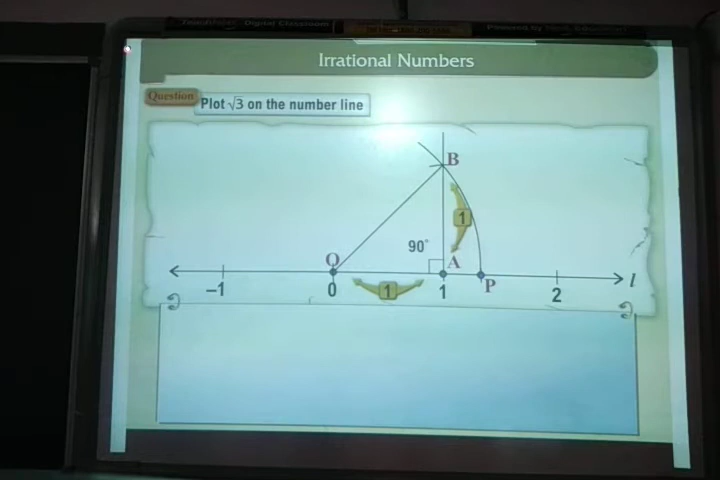 Irrational Numbers
Question
Plot √3 on the number line
B
1
90°
O
A
l
-1
0
1
1
P
2